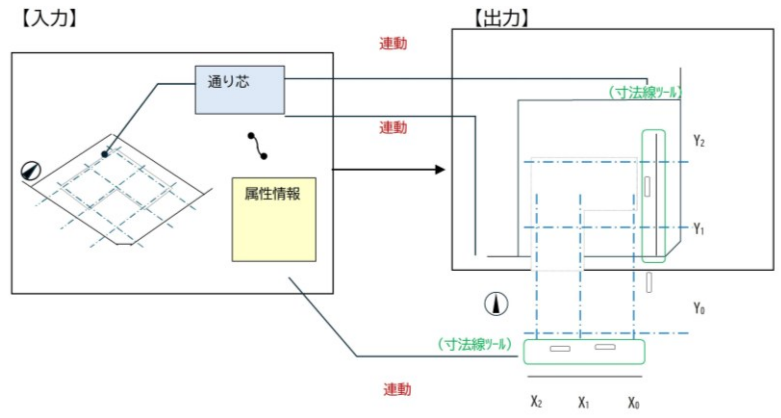 【入力】
【出力】
連動
通り芯
(寸法線ﾂｰﾙ)
連動
Y₂
属性情報
Y₁
Y₀
(寸法線ﾂｰﾙ)
連動
X₂ X₁ X₀